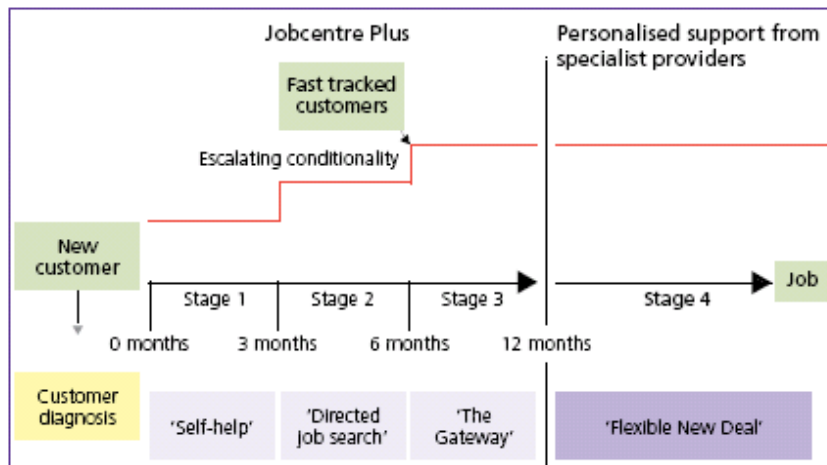 Jobcentre Plus
Personalised support from
specialist providers
Fast tracked
customers
Escalating conditionality
New
customer
Stage 1
Stage 2
Stage 3
Stage 4
Job
0 months
3 months
6 months
12 months
Customer
diagnosis
'Self-help'
'Directed
job search'
'The
Gateway'
'Flexible New Deal'